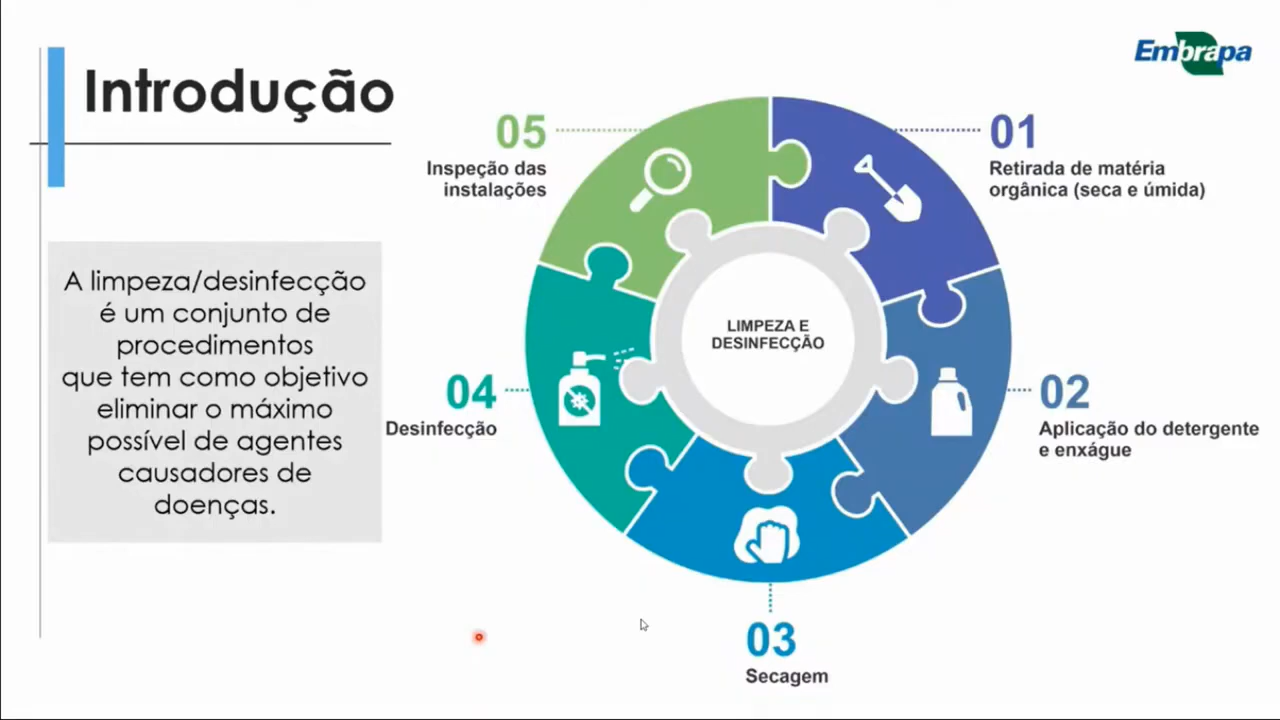 Introdução
Embrapa
A limpeza/desinfecção
é um conjunto de
procedimentos
que tem como objetivo
eliminar o máximo
possível de agentes
causadores de
doenças.
LIMPEZA E
DESINFECÇÃO
01
Retirada de matéria
orgânica (seca e úmida)
02
Aplicação do detergente
e enxágue
03
Secagem
04
Desinfecção
05
Inspeção das
instalações